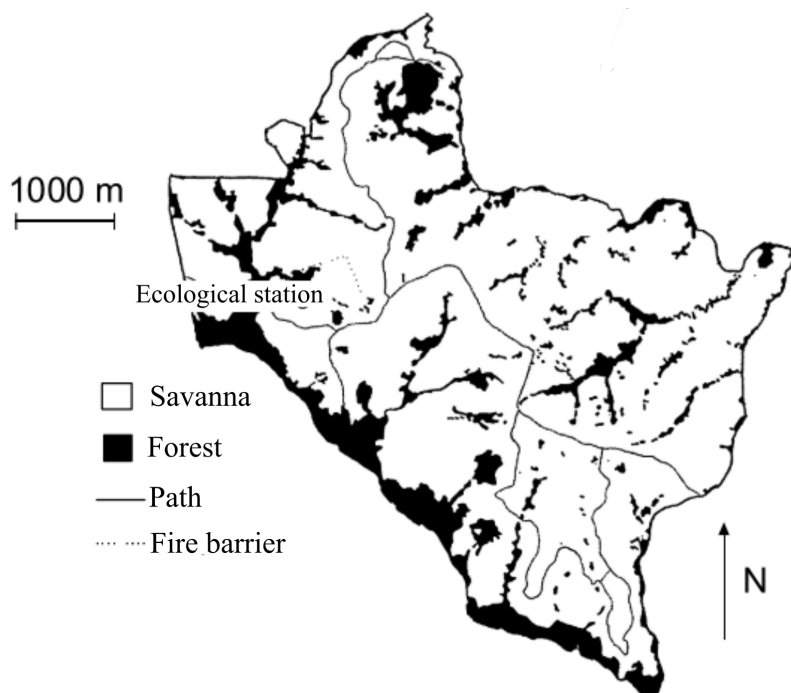 1000 m
Ecological station
Savanna
Forest
Path
Fire barrier
N